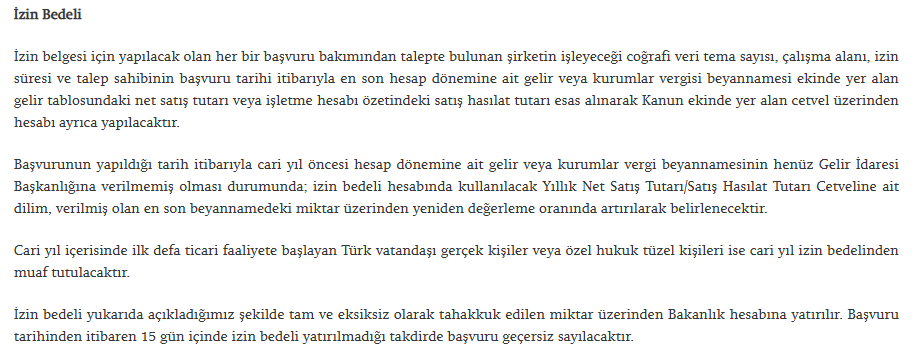 İzin Bedeli
İzin belgesi için yapılacak olan her bir başvuru bakımından talepte bulunan şirketin işleyeceği coğrafi veri tema sayısı, çalışma alanı, izin
süresi ve talep sahibinin başvuru tarihi itibarıyla en son hesap dönemine ait gelir veya kurumlar vergisi beyannamesi ekinde yer alan
gelir tablosundaki net satış tutarı veya işletme hesabı özetindeki satış hasılat tutarı esas alınarak Kanun ekinde yer alan cetvel üzerinden
hesabı ayrıca yapılacaktır.
Başvurunun yapıldığı tarih itibarıyla cari yıl öncesi hesap dönemine ait gelir veya kurumlar vergi beyannamesinin henüz Gelir İdaresi
Başkanlığına verilmemiş olması durumunda; izin bedeli hesabında kullanılacak Yıllık Net Satış Tutarı/Satış Hasılat Tutarı Cetveline ait
dilim, verilmiş olan en son beyannamedeki miktar üzerinden yeniden değerleme oranında artırılarak belirlenecektir.
Cari yıl içerisinde ilk defa ticari faaliyete başlayan Türk vatandaşı gerçek kişiler veya özel hukuk tüzel kişileri ise cari yıl izin bedelinden
muaf tutulacaktır.
İzin bedeli yukarıda açıkladığımız şekilde tam ve eksiksiz olarak tahakkuk edilen miktar üzerinden Bakanlık hesabına yatırılır. Başvuru
tarihinden itibaren 15 gün içinde izin bedeli yatırılmadığı takdirde başvuru geçersiz sayılacaktır.